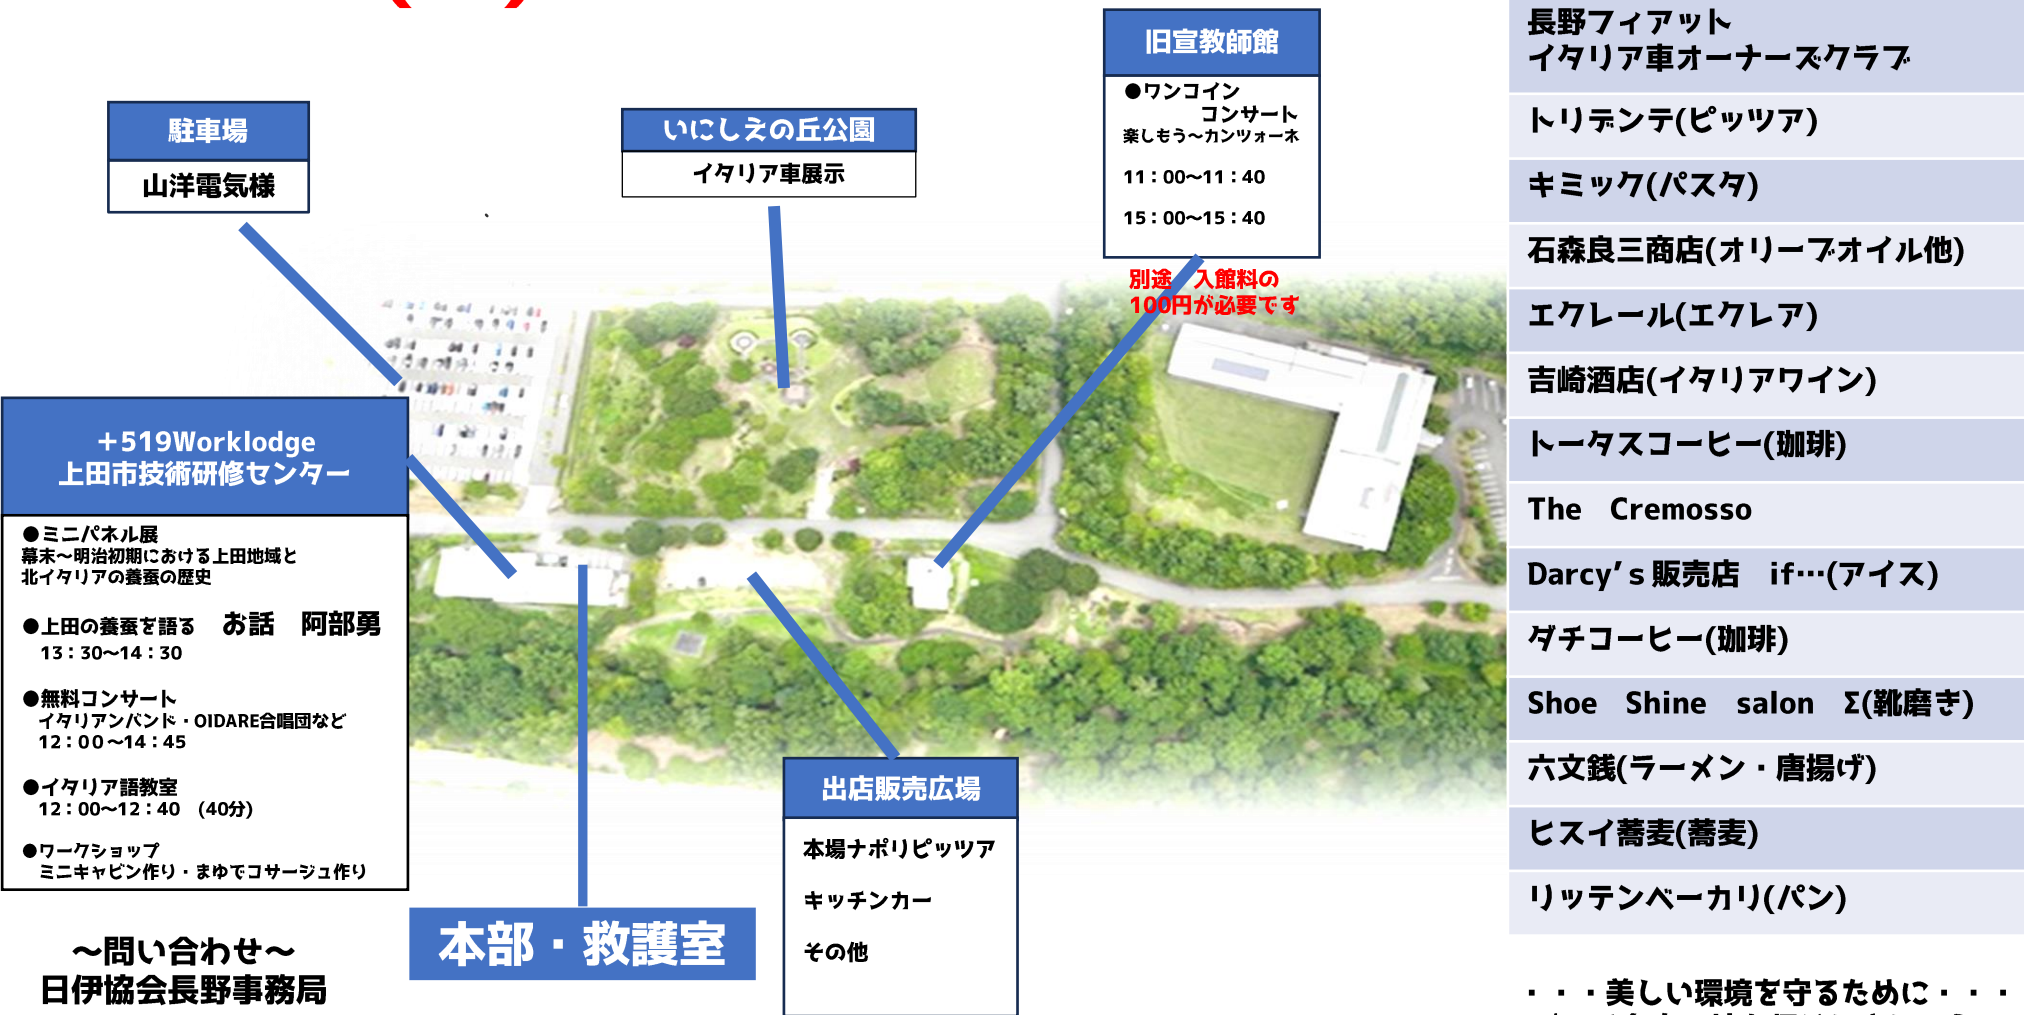 駐車場
山洋電気様
いにしえの丘公園
イタリア車展示
旧宣教師館
●ワンコイン
コンサート
楽しもう～カンツォーネ
11：00～11：40
15：00～15：40
別途　入館料の
100円が必要です
＋519Worklodge
上田市技術研修センター
●ミニパネル展
幕末～明治初期における上田地域と
北イタリアの養蚕の歴史
●上田の養蚕を語る　お話　阿部勇
13：30～14：30
●無料コンサート
イタリアンバンド・OIDARE合唱団など
12：00～14：45
●イタリア語教室
12：00～12：40　(40分)
●ワークショップ
ミニキャビン作り・まゆでコサージュ作り
～問い合わせ～
日伊協会長野事務局
本部・救護室
出店販売広場
本場ナポリピッツア
キッチンカー
その他
長野フィアット
イタリア車オーナーズクラブ
トリデンテ(ピッツア)
キミック(パスタ)
石森良三商店(オリーブオイル他)
エクレール(エクレア)
吉崎酒店(イタリアワイン)
トータスコーヒー(珈琲)
The　Cremosso
Darcy’s販売店　if…(アイス)
ダチコーヒー(珈琲)
Shoe　Shine　salon　Σ(靴磨き)
六文銭(ラーメン・唐揚げ)
ヒスイ蕎麦(蕎麦)
リッテンベーカリ(パン)
・・・美しい環境を守るために・・・